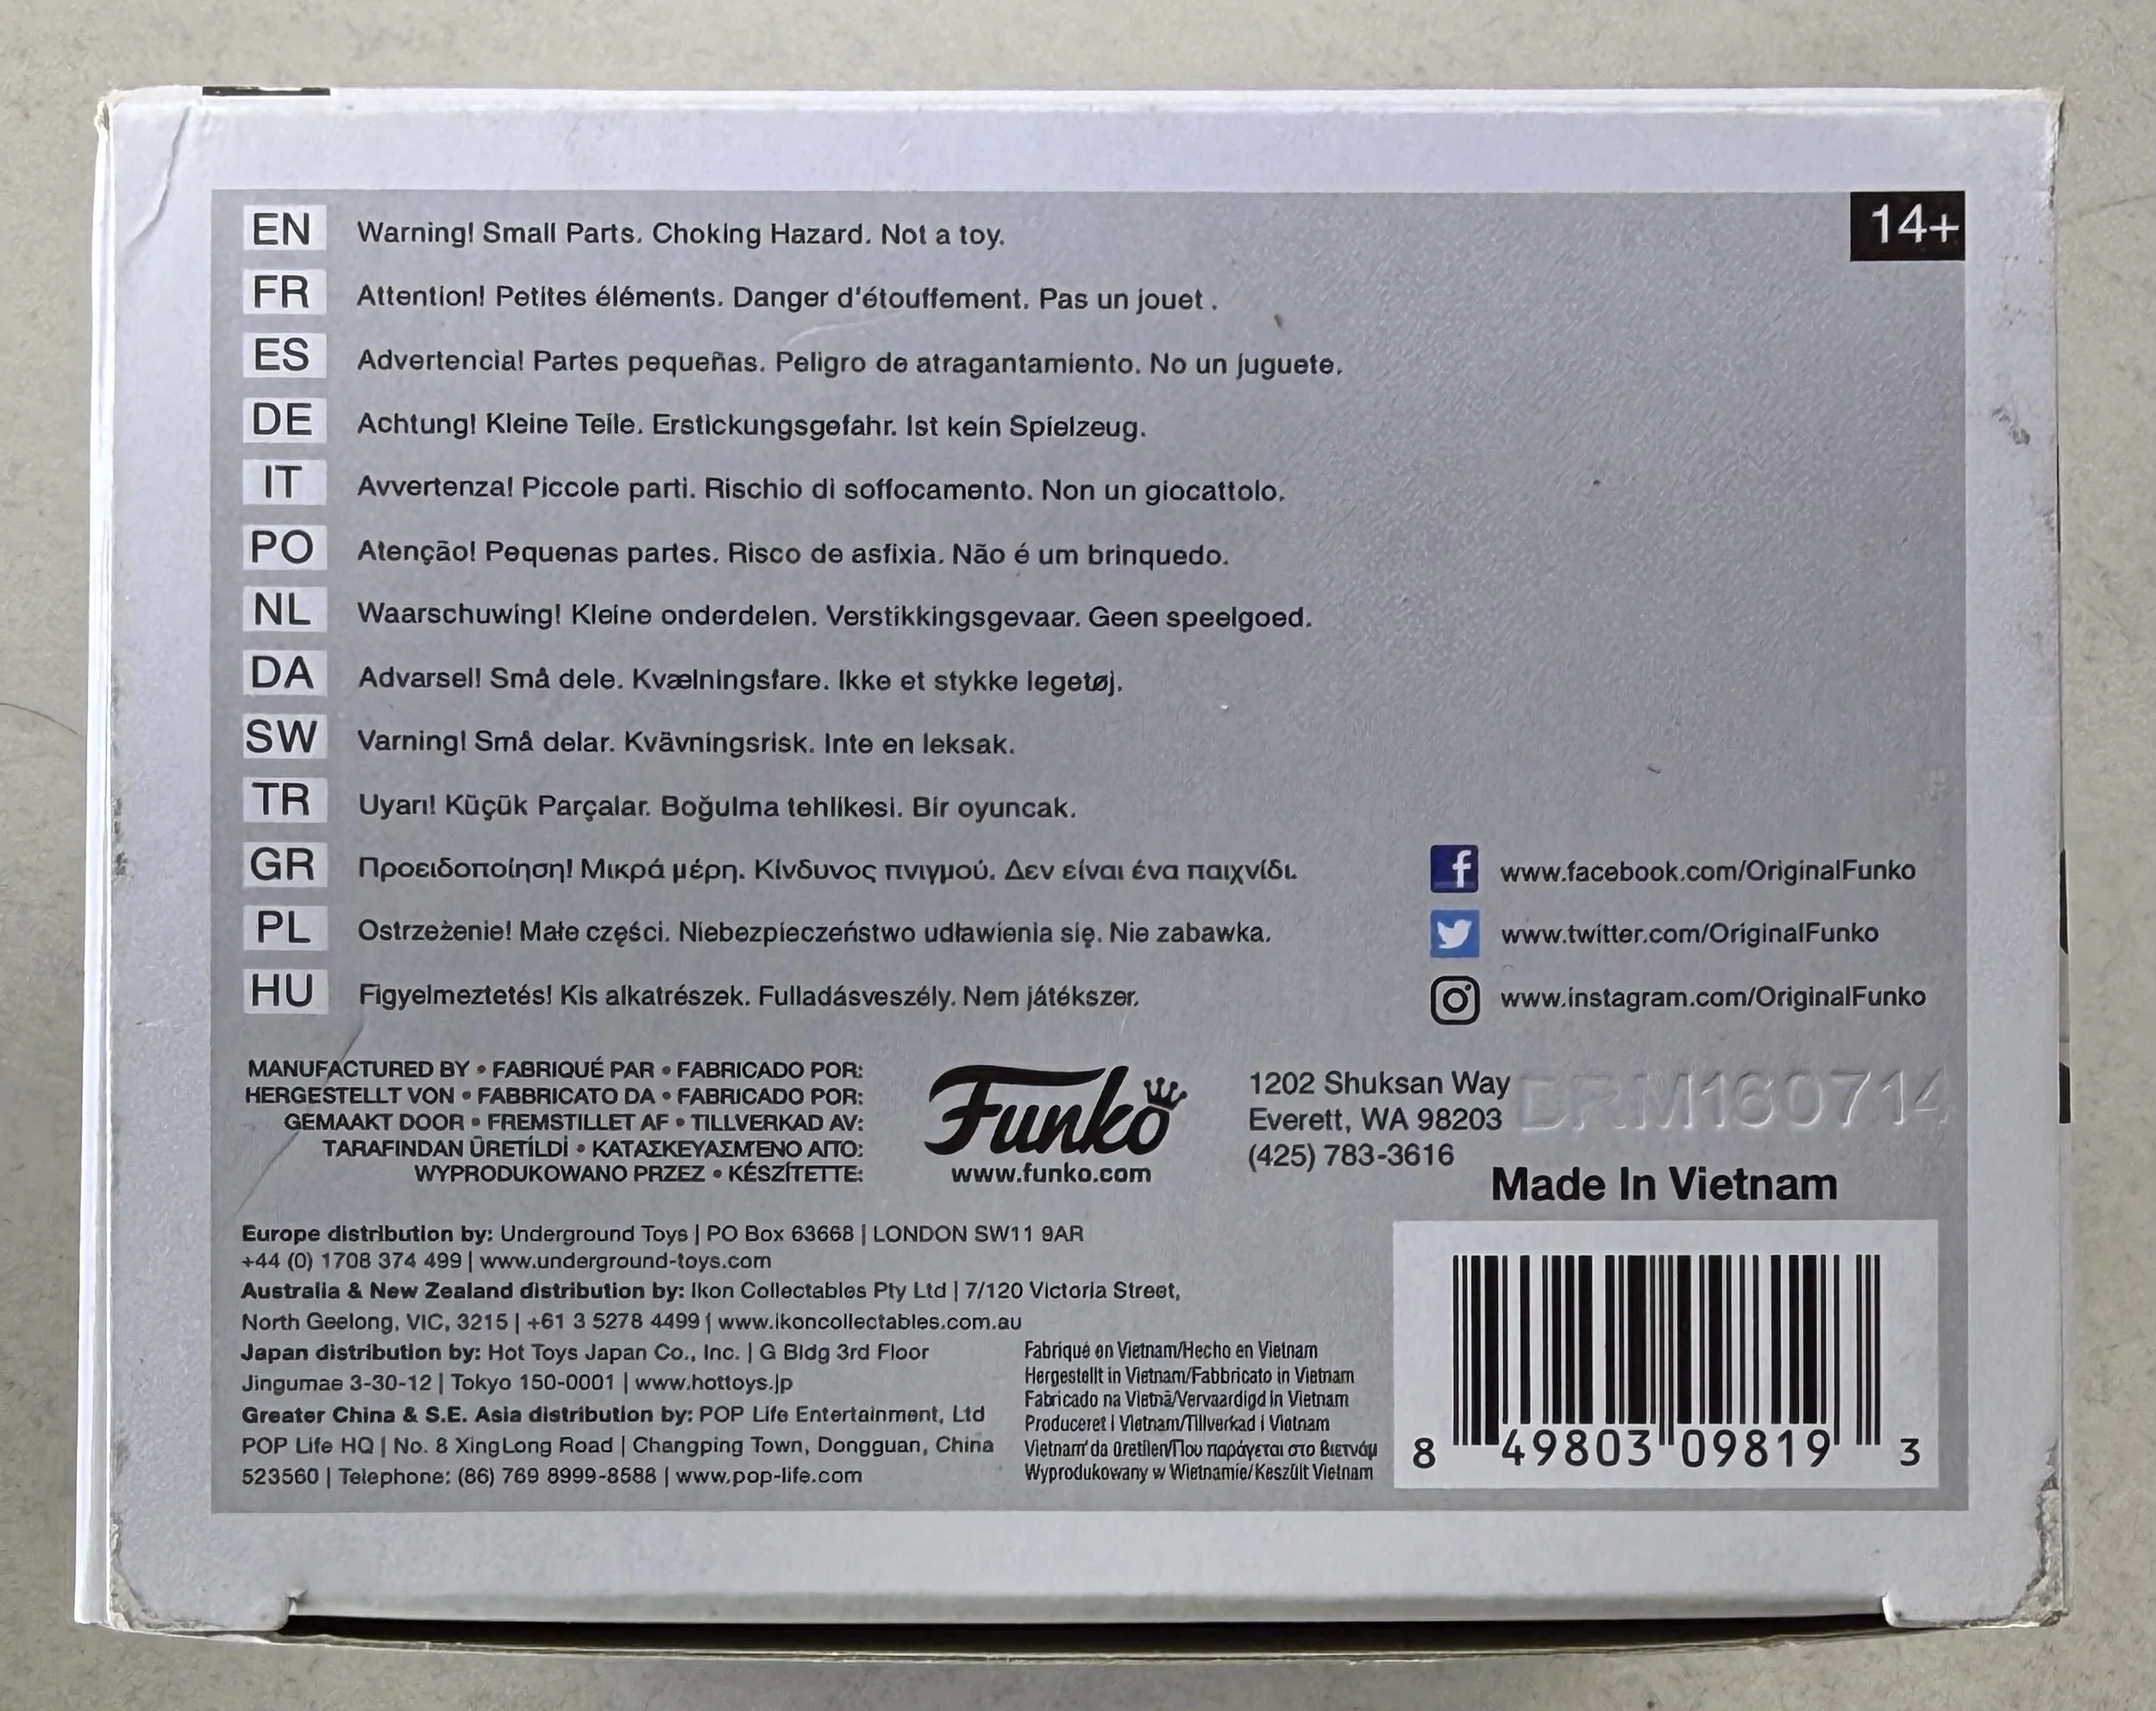 EN Warning! Small Parts. Choking Hazard. Not a toy.
14+
FR Attention! Petites éléments. Danger d'étouffement. Pas un jouet .
ES Advertencia! Partes pequeñas. Peligro de atragantamiento. No un juguete.
DE Achtung! Kleine Teile. Erstickungsgefahr. Ist kein Spielzeug.
IT Avvertenza! Piccole parti. Rischio di soffocamento. Non un giocattolo.
PO Atenção! Pequenas partes. Risco de asfixia. Não é um brinquedo.
NL Waarschuwing! Kleine onderdelen. Verstikkingsgevaar. Geen speelgoed.
DA Advarsel! Små dele. Kvælningsfare. Ikke et stykke legetøj.
SW Varning! Små delar. Kvävningsrisk. Inte en leksak.
TR Uyarı! Küçük Parçalar. Boğulma tehlikesi. Bir oyuncak.
GR Προειδοποίηση! Μικρά μέρη. Κίνδυνος πνιγμού. Δεν είναι ένα παιχνίδι.
PL Ostrzeżenie! Małe części. Niebezpieczeństwo udławienia się. Nie zabawka.
HU Figyelmeztetés! Kis alkatrészek. Fulladásveszély. Nem játékszer.
www.facebook.com/OriginalFunko
www.twitter.com/OriginalFunko
www.instagram.com/OriginalFunko
MANUFACTURED BY • FABRIQUÉ PAR • FABRICADO POR:
HERGESTELLT VON • FABBRICATO DA • FABRICADO POR:
GEMAAKT DOOR • FREMSTILLET AF • TILLVERKAD AV:
TARAFINDAN ÜRETİLDİ • ΚΑΤΑΣΚΕΥΑΣΜΈΝΟ ΑΠΟ:
WYPRODUKOWANO PRZEZ • KÉSZÍTETTE:
Funko
www.funko.com
1202 Shuksan Way
Everett, WA 98203
(425) 783-3616
DRM160714
Made In Vietnam
Europe distribution by: Underground Toys | PO Box 63668 | LONDON SW11 9AR
+44 (0) 1708 374 499 | www.underground-toys.com
Australia & New Zealand distribution by: Ikon Collectables Pty Ltd | 7/120 Victoria Street,
North Geelong, VIC, 3215 | +61 3 5278 4499 | www.ikoncollectables.com.au
Japan distribution by: Hot Toys Japan Co., Inc. | G Bldg 3rd Floor
Jingumae 3-30-12 | Tokyo 150-0001 | www.hottoys.jp
Greater China & S.E. Asia distribution by: POP Life Entertainment, Ltd
POP Life HQ | No. 8 XingLong Road | Changping Town, Dongguan, China
523560 | Telephone: (86) 769 8999-8588 | www.pop-life.com
Fabriqué en Vietnam/Hecho en Vietnam
Hergestellt in Vietnam/Fabbricato in Vietnam
Fabricado na Vietnã/Vervaardigd in Vietnam
Produceret i Vietnam/Tillverkad i Vietnam
Vietnam'da üretilen/Που παράγεται στο Βιετνάμ
Wyprodukowany w Wietnamie/Keszült Vietnam
8 49803 09819 3